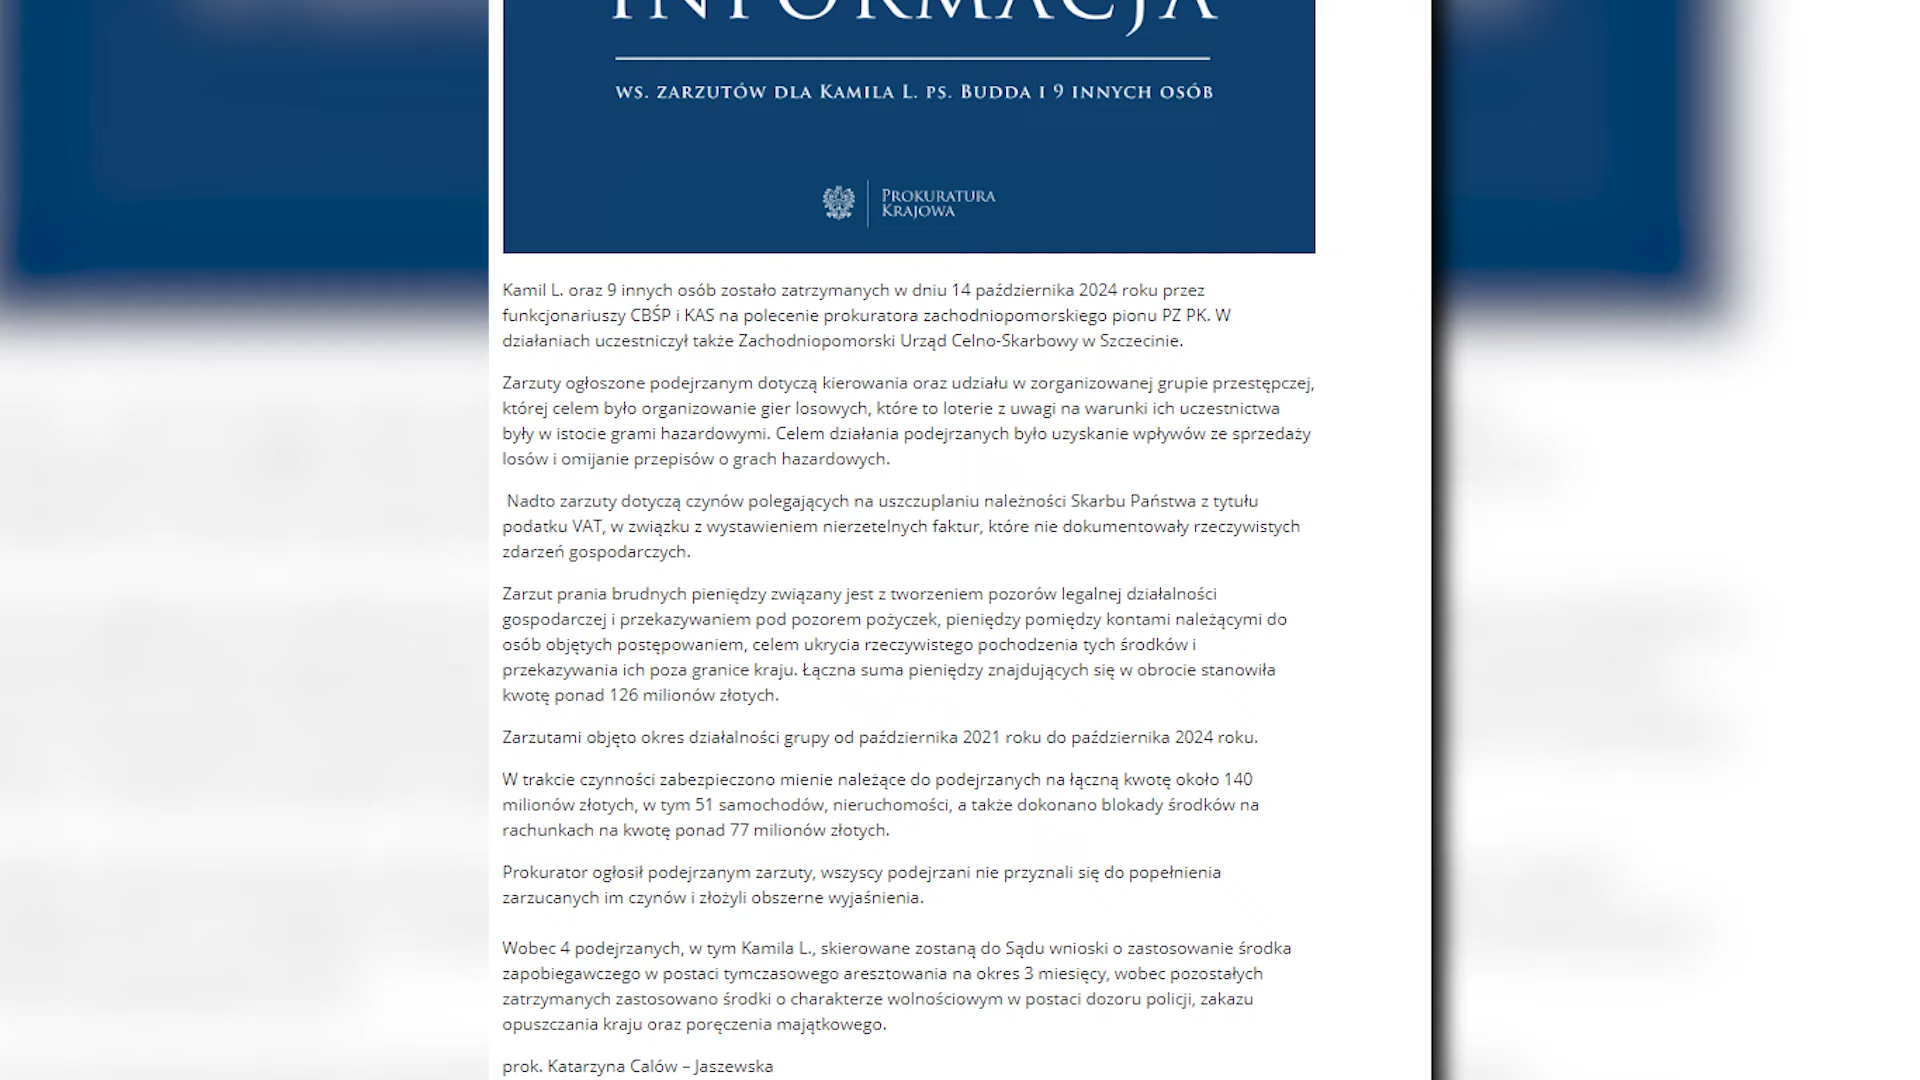 INFORMACJA
WS. ZARZUTÓW DLA KAMILA L. PS. BUDDA I 9 INNYCH OSÓB
PROKURATURA
KRAJOWA
Kamil L. oraz 9 innych osób zostało zatrzymanych w dniu 14 października 2024 roku przez
funkcjonariuszy CBŚP i KAS na polecenie prokuratora zachodniopomorskiego pionu PZ PK. W
działaniach uczestniczył także Zachodniopomorski Urząd Celno-Skarbowy w Szczecinie.
Zarzuty ogłoszone podejrzanym dotyczą kierowania oraz udziału w zorganizowanej grupie przestępczej,
której celem było organizowanie gier losowych, które to loterie z uwagi na warunki ich uczestnictwa
były w istocie grami hazardowymi. Celem działania podejrzanych było uzyskanie wpływów ze sprzedaży
losów i omijanie przepisów o grach hazardowych.
Nadto zarzuty dotyczą czynów polegających na uszczuplaniu należności Skarbu Państwa z tytułu
podatku VAT, w związku z wystawieniem nierzetelnych faktur, które nie dokumentowały rzeczywistych
zdarzeń gospodarczych.
Zarzut prania brudnych pieniędzy związany jest z tworzeniem pozorów legalnej działalności
gospodarczej i przekazywaniem pod pozorem pożyczek, pieniędzy pomiędzy kontami należącymi do
osób objętych postępowaniem, celem ukrycia rzeczywistego pochodzenia tych środków i
przekazywania ich poza granice kraju. Łączna suma pieniędzy znajdujących się w obrocie stanowiła
kwotę ponad 126 milionów złotych.
Zarzutami objęto okres działalności grupy od października 2021 roku do października 2024 roku.
W trakcie czynności zabezpieczono mienie należące do podejrzanych na łączną kwotę około 140
milionów złotych, w tym 51 samochodów, nieruchomości, a także dokonano blokady środków na
rachunkach na kwotę ponad 77 milionów złotych.
Prokurator ogłosił podejrzanym zarzuty, wszyscy podejrzani nie przyznali się do popełnienia
zarzucanych im czynów i złożyli obszerne wyjaśnienia.
Wobec 4 podejrzanych, w tym Kamila L., skierowane zostaną do Sądu wnioski o zastosowanie środka
zapobiegawczego w postaci tymczasowego aresztowania na okres 3 miesięcy, wobec pozostałych
zatrzymanych zastosowano środki o charakterze wolnościowym w postaci dozoru policji, zakazu
opuszczania kraju oraz poręczenia majątkowego.
prok. Katarzyna Calów – Jaszewska